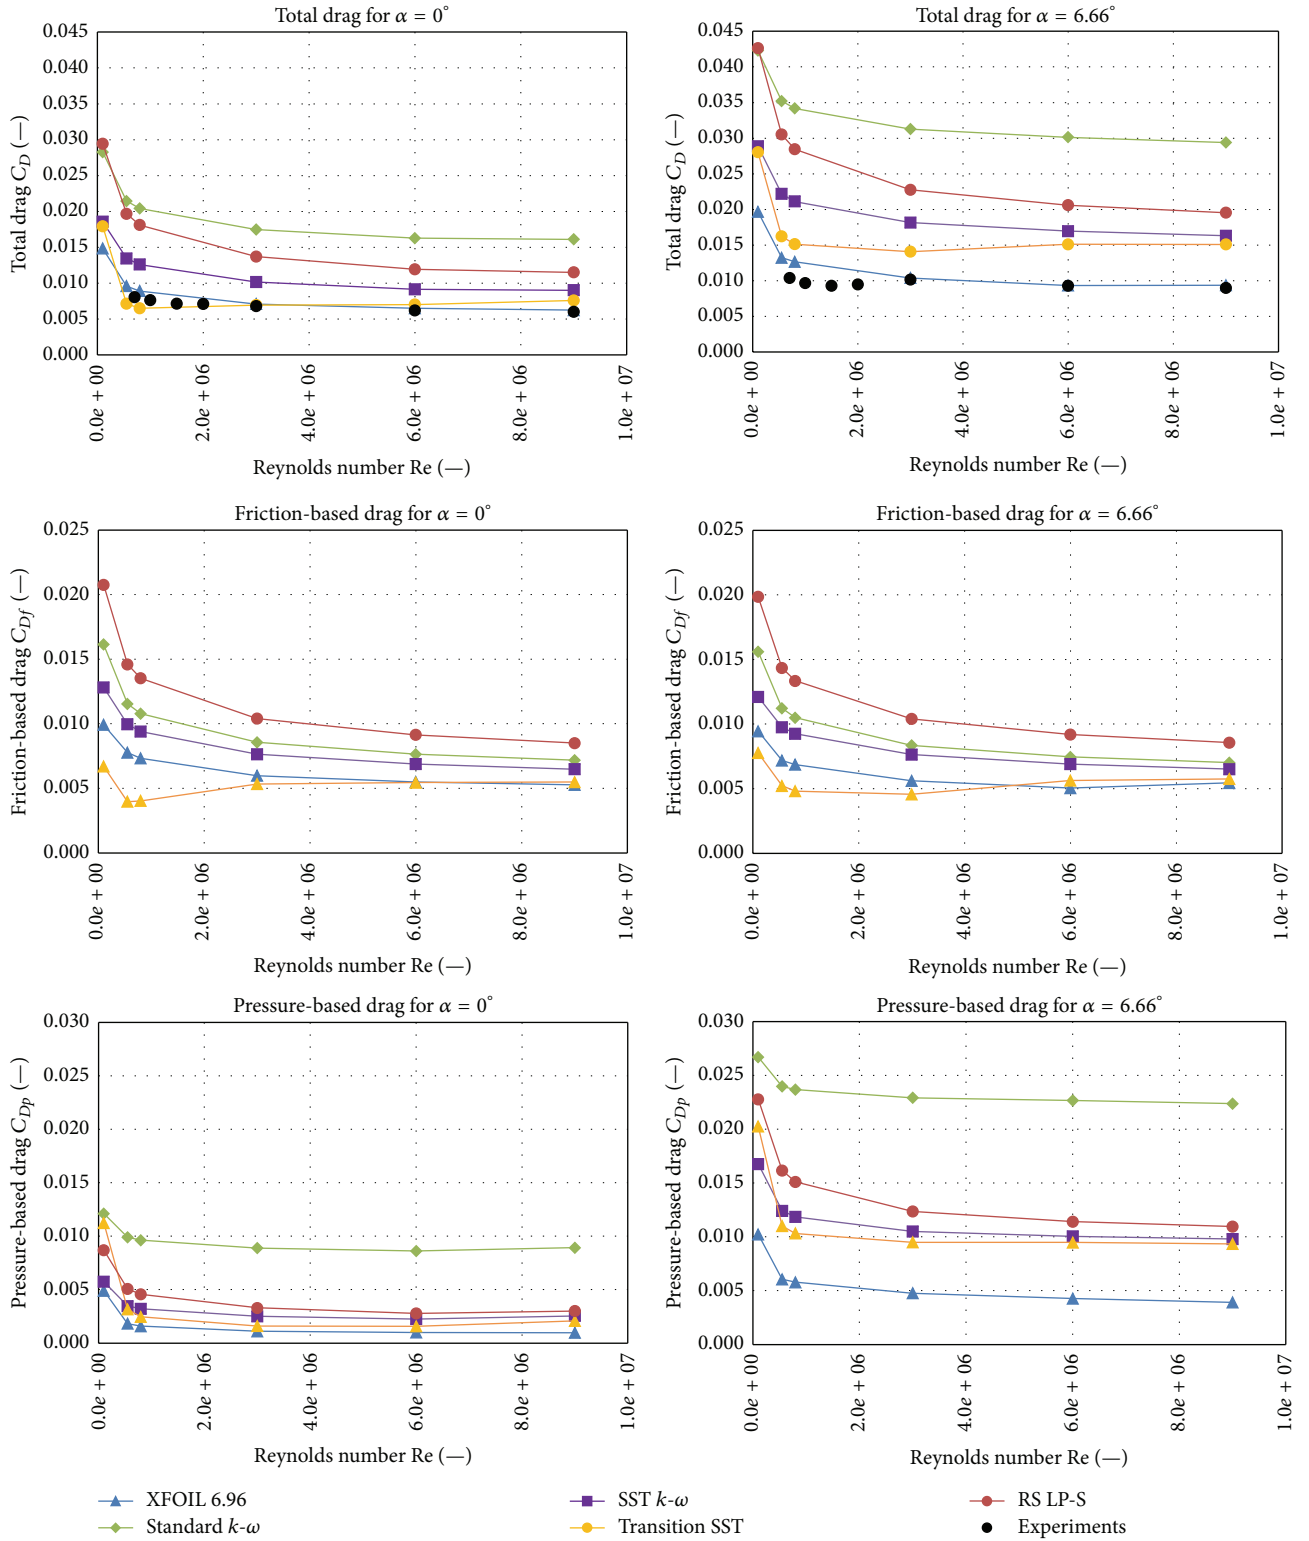 Total drag for α = 0°
Total drag C_D (—)
0.045
0.040
0.035
0.030
0.025
0.020
0.015
0.010
0.005
0.000
0.0e + 00
2.0e + 06
4.0e + 06
6.0e + 06
8.0e + 06
1.0e + 07
Reynolds number Re (—)
Total drag for α = 6.66°
Total drag C_D (—)
0.045
0.040
0.035
0.030
0.025
0.020
0.015
0.010
0.005
0.000
0.0e + 00
2.0e + 06
4.0e + 06
6.0e + 06
8.0e + 06
1.0e + 07
Reynolds number Re (—)
Friction-based drag for α = 0°
Friction-based drag C_Df (—)
0.025
0.020
0.015
0.010
0.005
0.000
0.0e + 00
2.0e + 06
4.0e + 06
6.0e + 06
8.0e + 06
1.0e + 07
Reynolds number Re (—)
Friction-based drag for α = 6.66°
Friction-based drag C_Df (—)
0.025
0.020
0.015
0.010
0.005
0.000
0.0e + 00
2.0e + 06
4.0e + 06
6.0e + 06
8.0e + 06
1.0e + 07
Reynolds number Re (—)
Pressure-based drag for α = 0°
Pressure-based drag C_Dp (—)
0.030
0.025
0.020
0.015
0.010
0.005
0.000
0.0e + 00
2.0e + 06
4.0e + 06
6.0e + 06
8.0e + 06
1.0e + 07
Reynolds number Re (—)
Pressure-based drag for α = 6.66°
Pressure-based drag C_Dp (—)
0.030
0.025
0.020
0.015
0.010
0.005
0.000
0.0e + 00
2.0e + 06
4.0e + 06
6.0e + 06
8.0e + 06
1.0e + 07
Reynolds number Re (—)
XFOIL 6.96
Standard k-ω
SST k-ω
Transition SST
RS LP-S
Experiments